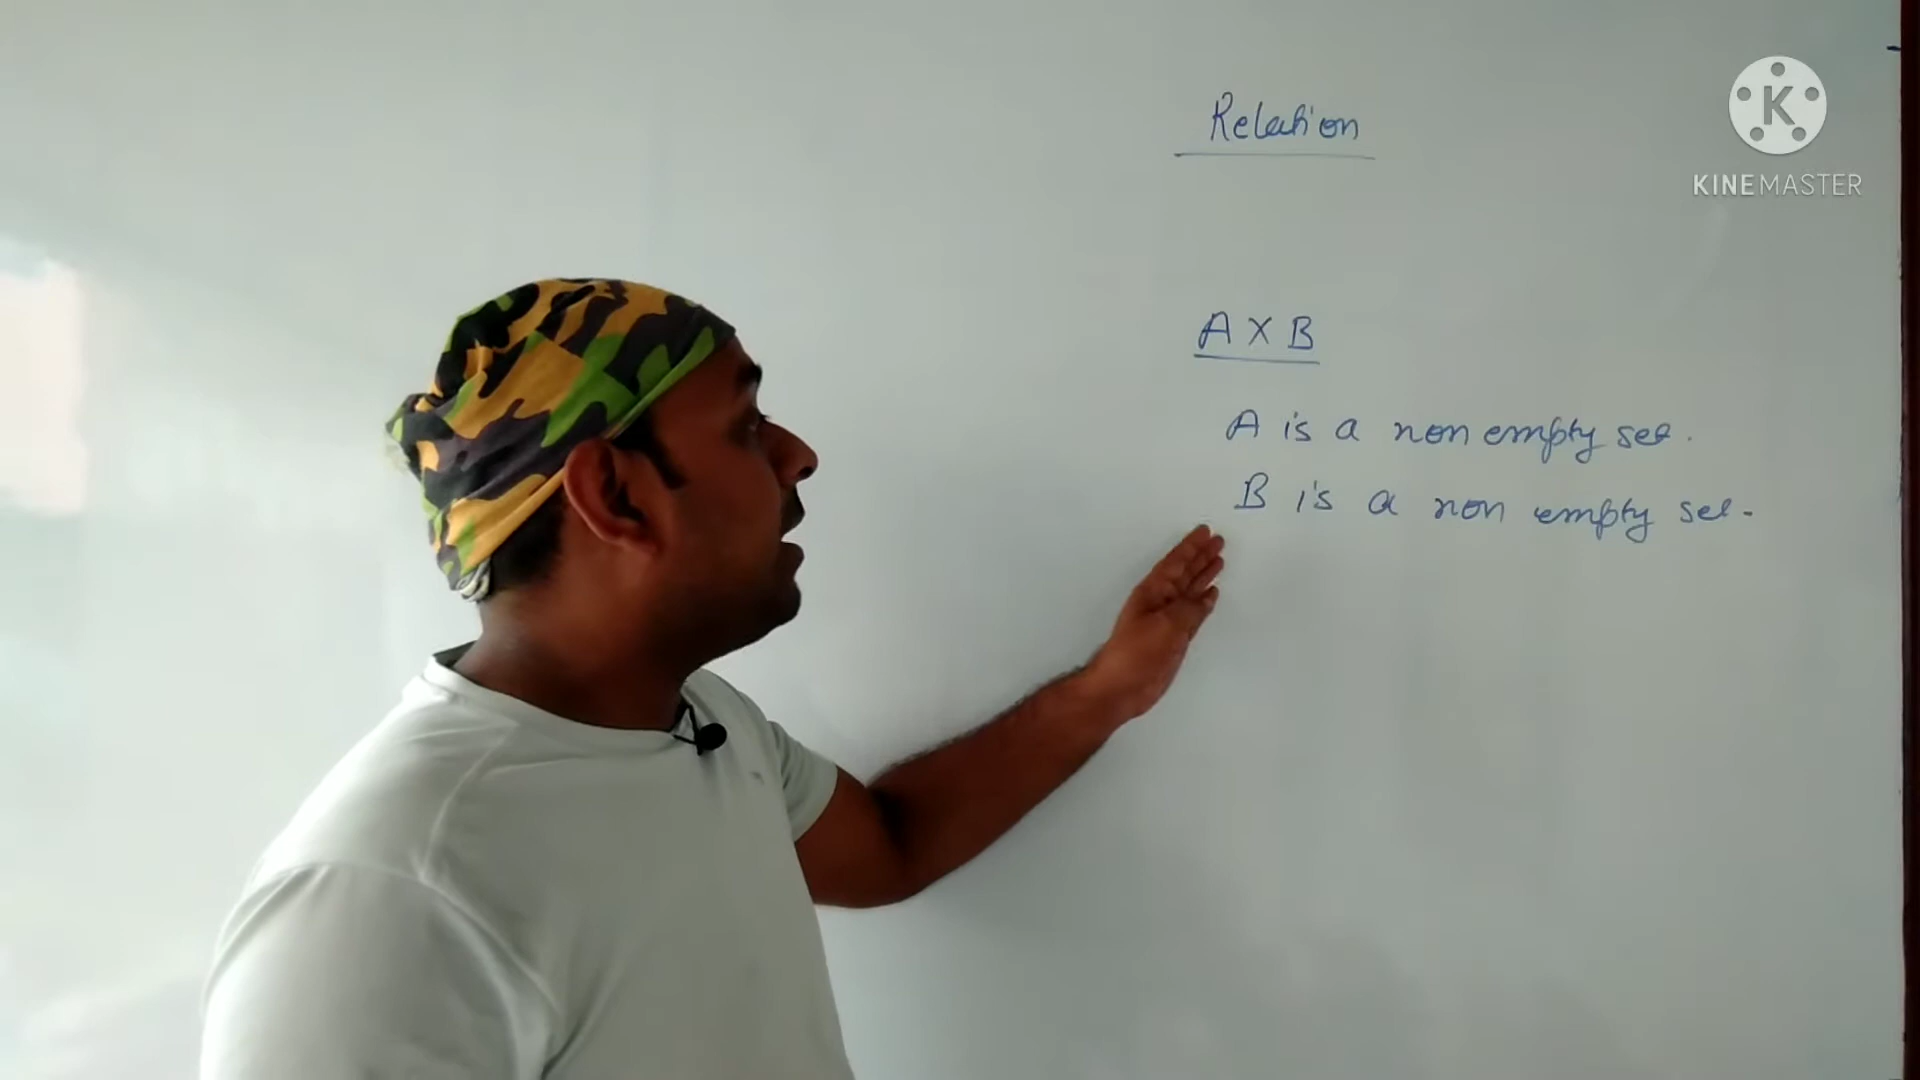 Relation
K
KINEMASTER
A X B
A is a non empty set.
B is a non empty set.